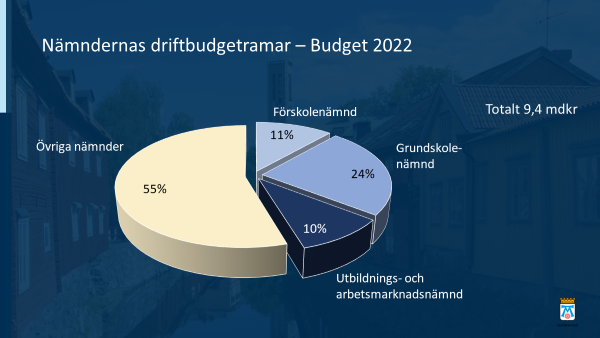 Nämndernas driftbudgetramar – Budget 2022
Totalt 9,4 mdkr
Förskolenämnd
11%
Övriga nämnder
Grundskole-
nämnd
24%
55%
10%
Utbildnings- och
arbetsmarknadsnämnd